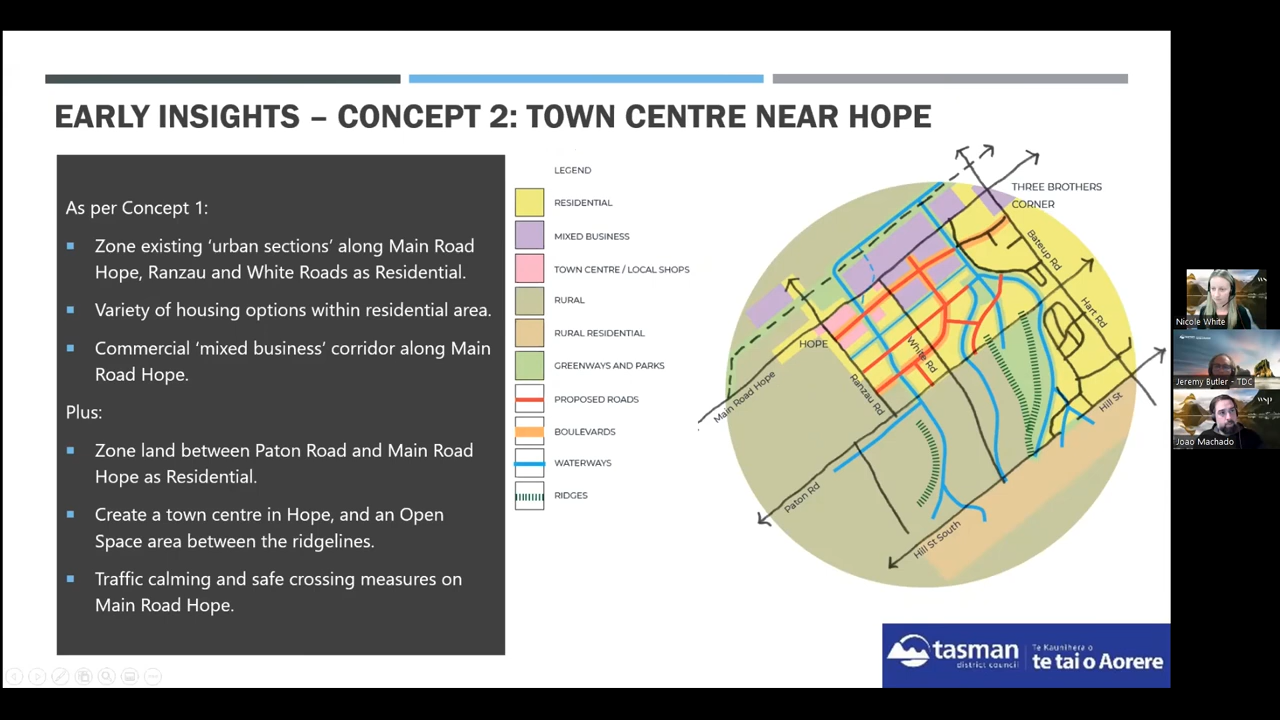 EARLY INSIGHTS – CONCEPT 2: TOWN CENTRE NEAR HOPE
As per Concept 1:
Zone existing ‘urban sections’ along Main Road
Hope, Ranzau and White Roads as Residential.
Variety of housing options within residential area.
Commercial ‘mixed business’ corridor along Main
Road Hope.
Plus:
Zone land between Paton Road and Main Road
Hope as Residential.
Create a town centre in Hope, and an Open
Space area between the ridgelines.
Traffic calming and safe crossing measures on
Main Road Hope.
LEGEND
RESIDENTIAL
MIXED BUSINESS
TOWN CENTRE / LOCAL SHOPS
RURAL
RURAL RESIDENTIAL
GREENWAYS AND PARKS
PROPOSED ROADS
BOULEVARDS
WATERWAYS
RIDGES
THREE BROTHERS
CORNER
Bateup Rd
Hart Rd
HOPE
White Rd
Main Road Hope
Ranzau Rd
Hill St
Paton Rd
Hill St South
tasman
district council
Te Kaunihera o
te tai o Aorere
Nicole White
Jeremy Butler - TDC
wsp
Joao Machado